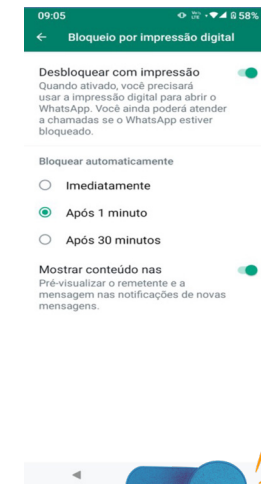 09:05
58%
Bloqueio por impressão digital
Desbloquear com impressão
Quando ativado, você precisará
usar a impressão digital para abrir o
WhatsApp. Você ainda poderá atender
a chamadas se o WhatsApp estiver
bloqueado.
Bloquear automaticamente
Imediatamente
Após 1 minuto
Após 30 minutos
Mostrar conteúdo nas
Pré-visualizar o remetente e a
mensagem nas notificações de novas
mensagens.